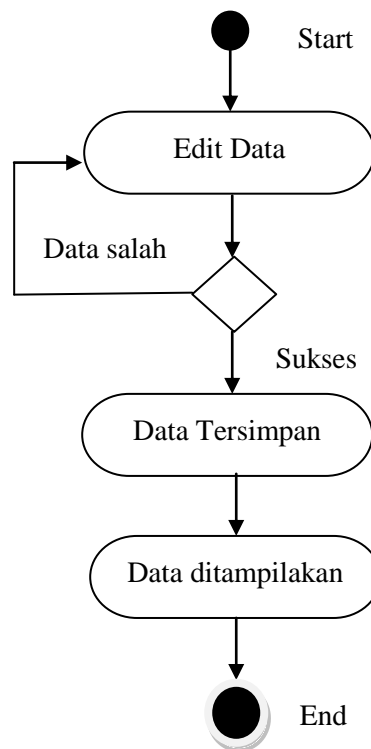 Start
Edit Data
Data salah
Sukses
Data Tersimpan
Data ditampilakan
End